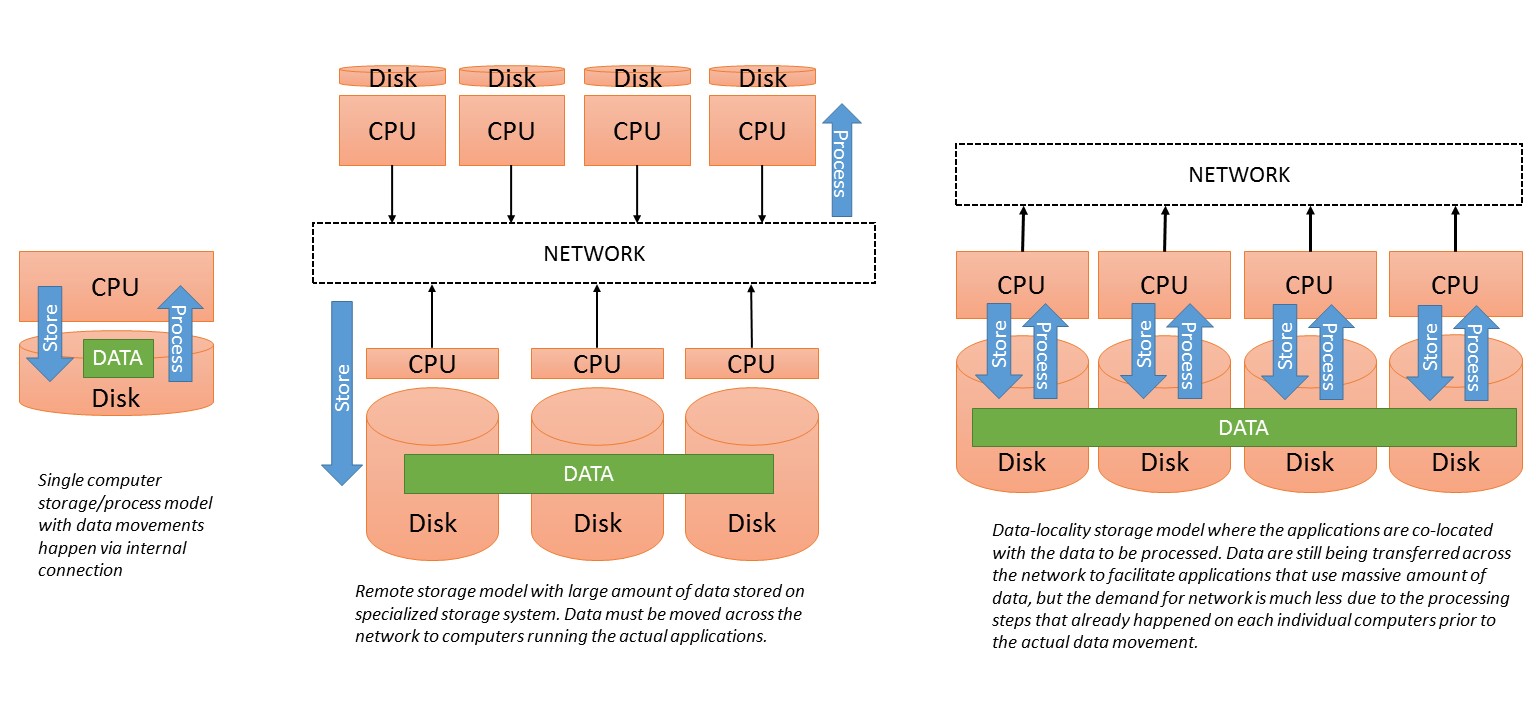 CPU
Store
Process
DATA
Disk
Single computer
storage/process model
with data movements
happen via internal
connection
Disk Disk Disk Disk
CPU CPU CPU CPU
Process
NETWORK
Store
CPU CPU CPU
DATA
Disk Disk Disk
Remote storage model with large amount of data stored on
specialized storage system. Data must be moved across the
network to computers running the actual applications.
NETWORK
CPU CPU CPU CPU
Store Process Store Process Store Process Store Process
DATA
Disk Disk Disk Disk
Data-locality storage model where the applications are co-located
with the data to be processed. Data are still being transferred across
the network to facilitate applications that use massive amount of
data, but the demand for network is much less due to the processing
steps that already happened on each individual computers prior to
the actual data movement.